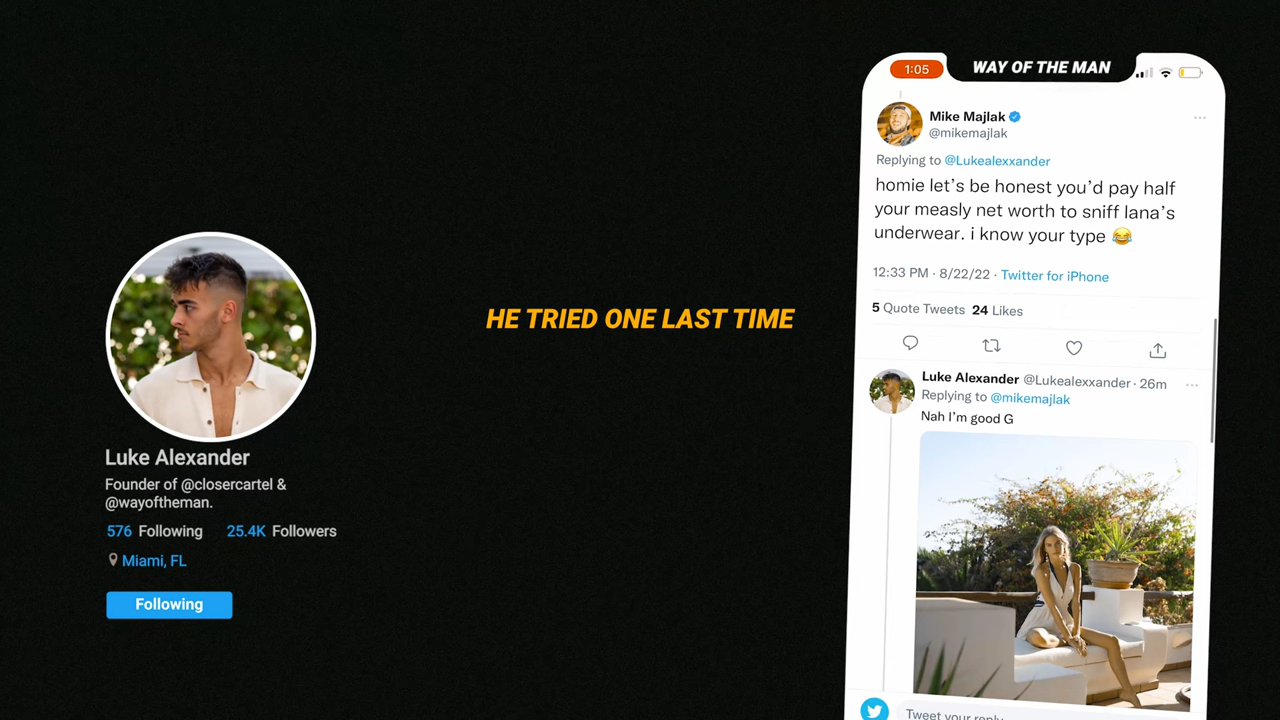 Luke Alexander
Founder of @closercartel &
@wayoftheman.
576 Following 25.4K Followers
Miami, FL
Following
HE TRIED ONE LAST TIME
1:05
WAY OF THE MAN
Mike Majlak
@mikemajlak
Replying to @Lukealexxander
homie let’s be honest you’d pay half
your measly net worth to sniff lana’s
underwear. i know your type 😂
12:33 PM · 8/22/22 · Twitter for iPhone
5 Quote Tweets 24 Likes
Luke Alexander @Lukealexxander · 26m
Replying to @mikemajlak
Nah I’m good G
Tweet your reply